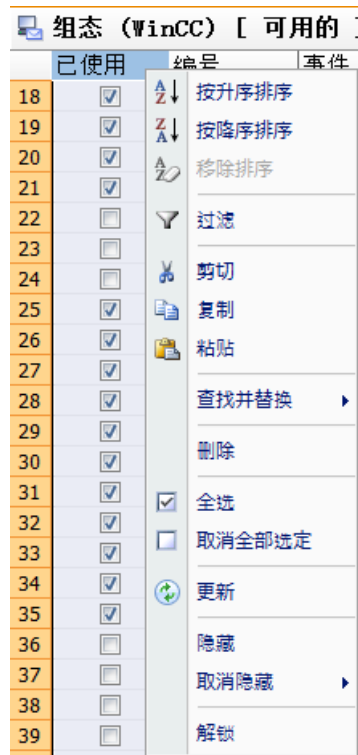 组态 (WinCC) [ 可用的
已使用 编号 事件
18 按升序排序
19 按降序排序
20 移除排序
21
22 过滤
23
24 剪切
25 复制
26 粘贴
27
28 查找并替换
29
30 删除
31 全选
32
33 取消全部选定
34 更新
35
36 隐藏
37 取消隐藏
38
39 解锁